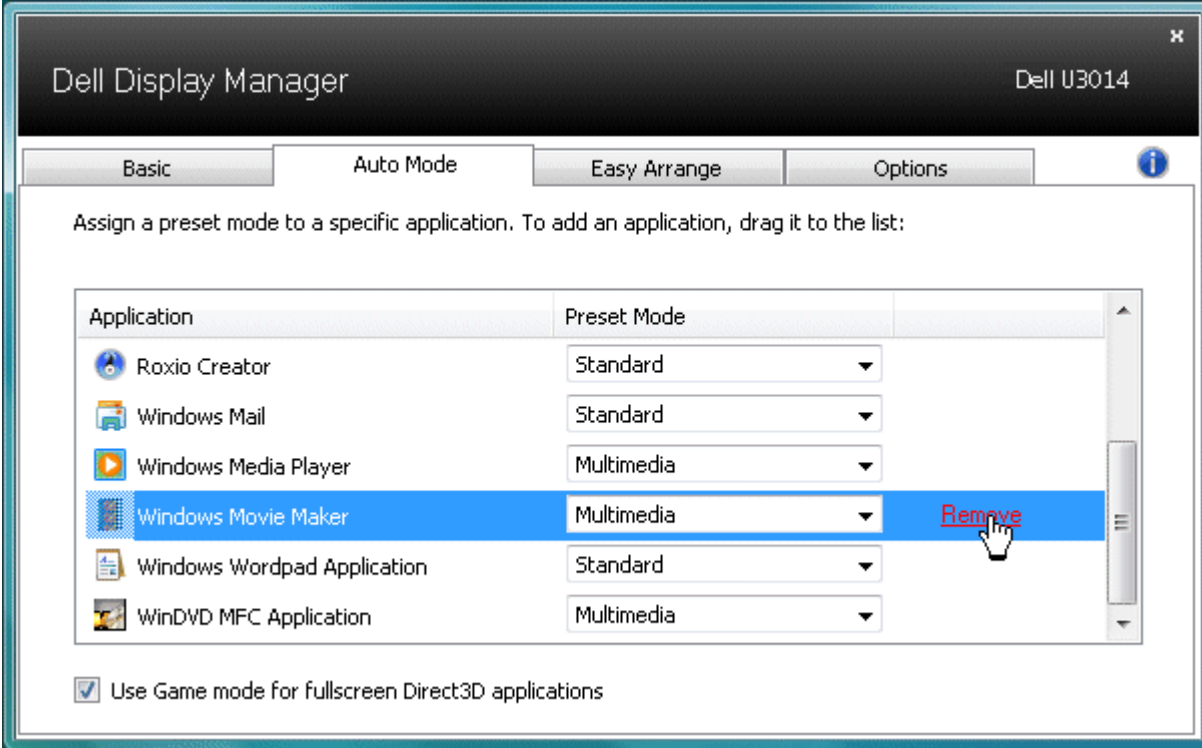 Dell Display Manager
Dell U3014
Basic
Auto Mode
Easy Arrange
Options
Assign a preset mode to a specific application. To add an application, drag it to the list:
Application
Preset Mode
Roxio Creator
Standard
Windows Mail
Standard
Windows Media Player
Multimedia
Windows Movie Maker
Multimedia
Remove
Windows Wordpad Application
Standard
WinDVD MFC Application
Multimedia
Use Game mode for fullscreen Direct3D applications